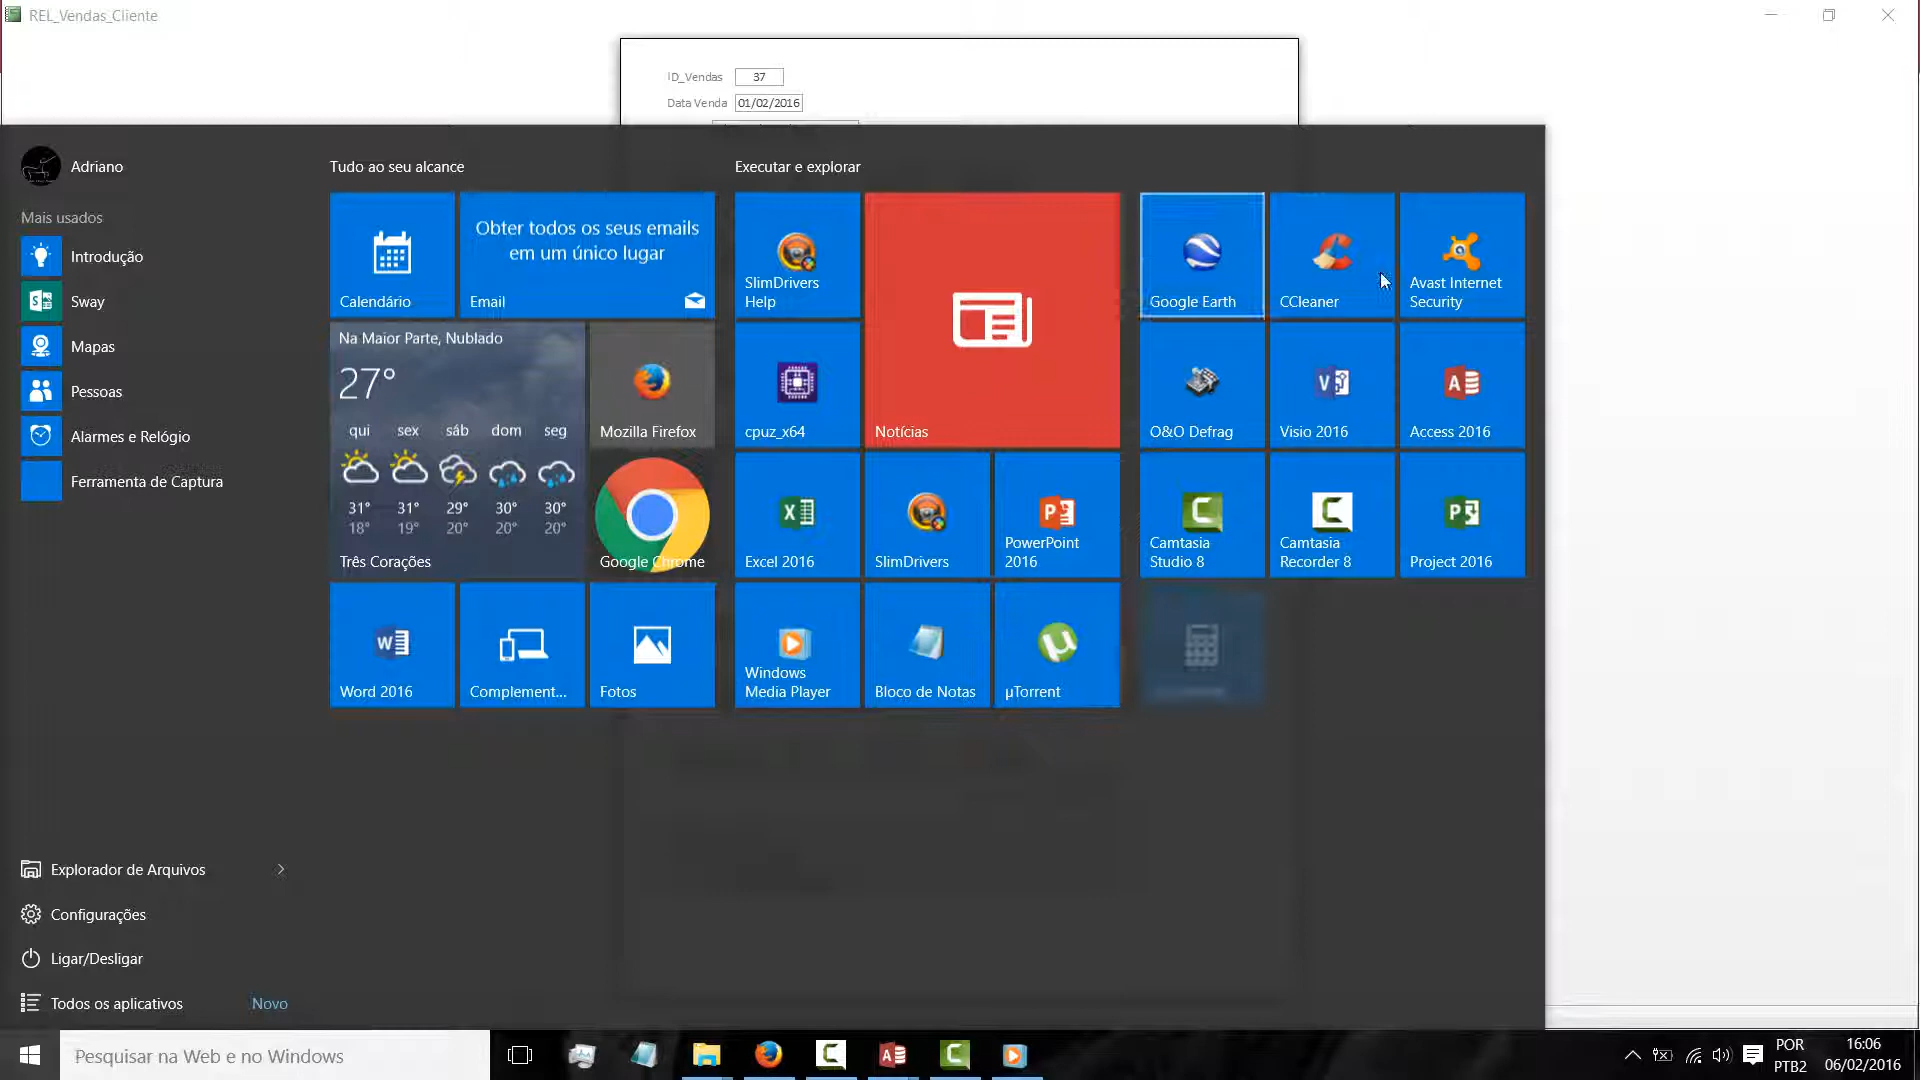 REL_Vendas_Cliente
ID_Vendas 37
Data Venda 01/02/2016
Adriano
Mais usados
Introdução
Sway
Mapas
Pessoas
Alarmes e Relógio
Ferramenta de Captura
Explorador de Arquivos
Configurações
Ligar/Desligar
Todos os aplicativos Novo
Tudo ao seu alcance
Calendário
Obter todos os seus emails
em um único lugar
Email
Na Maior Parte, Nublado
27°
qui sex sáb dom seg
31° 31° 29° 30° 30°
18° 19° 20° 20° 20°
Três Corações
Mozilla Firefox
Google Chrome
Word 2016
Complement...
Fotos
Executar e explorar
SlimDrivers
Help
Notícias
cpuz_x64
Excel 2016
SlimDrivers
PowerPoint
2016
Windows
Media Player
Bloco de Notas
µTorrent
Google Earth
CCleaner
Avast Internet
Security
O&O Defrag
Visio 2016
Access 2016
Camtasia
Studio 8
Camtasia
Recorder 8
Project 2016
Pesquisar na Web e no Windows
POR
PTB2
16:06
06/02/2016